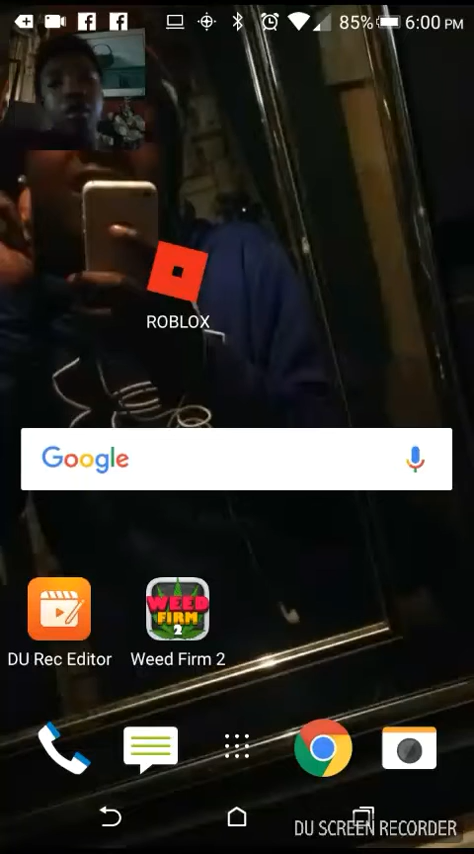 85% 6:00 PM
ROBLOX
Google
WEED
FIRM
2
DU Rec Editor Weed Firm 2
DU SCREEN RECORDER